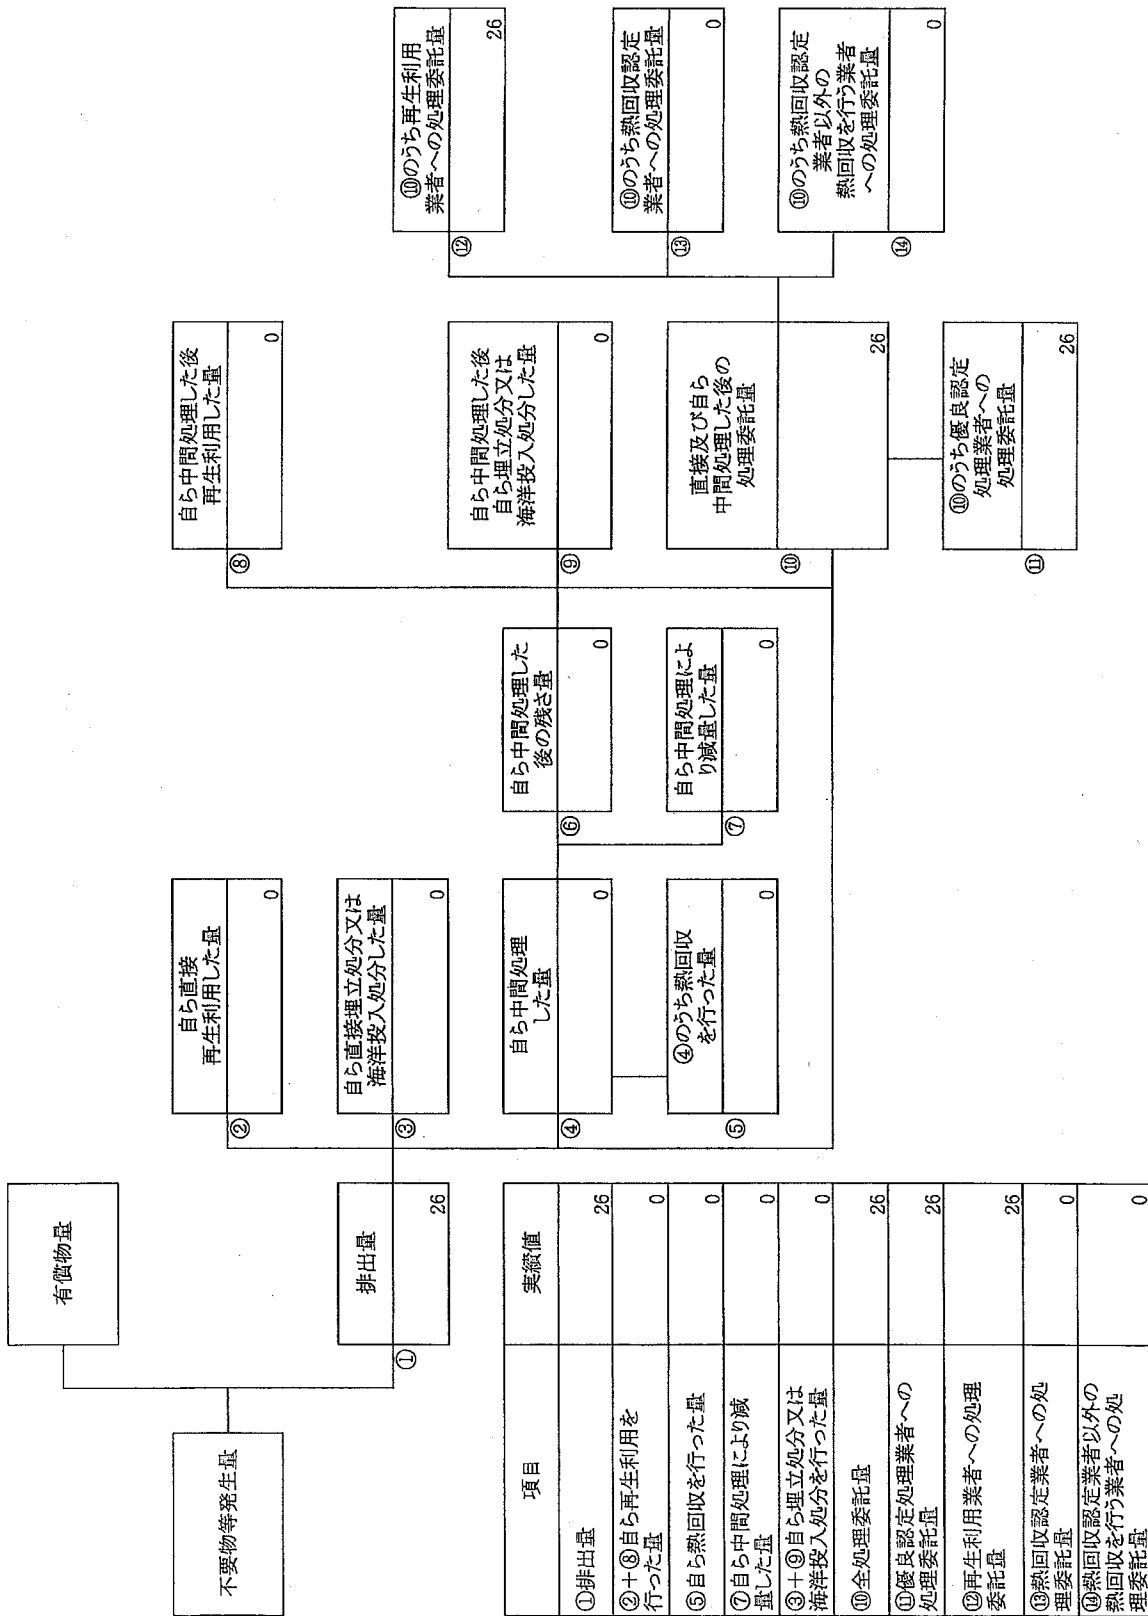 有償物量
不要物等発生量
排出量
①
26
自ら直接
再生利用した量
②
0
自ら直接埋立処分又は
海洋投入処分した量
③
0
自ら中間処理
した量
④
0
④のうち熱回収
を行った量
⑤
0
自ら中間処理した
後の残さ量
⑥
0
自ら中間処理によ
り減量した量
⑦
0
自ら中間処理した後
再生利用した量
⑧
0
自ら中間処理した後
自ら埋立処分又は
海洋投入処分した量
⑨
0
直接及び自ら
中間処理した後の
処理委託量
⑩
26
⑩のうち優良認定
処理業者への
処理委託量
⑪
26
⑩のうち再生利用
業者への処理委託量
⑫
26
⑩のうち熱回収認定
業者への処理委託量
⑬
0
⑩のうち熱回収認定
業者以外の
熱回収を行う業者
への処理委託量
⑭
0
項目 実績値
①排出量 26
②+⑧自ら再生利用を
行った量 0
⑤自ら熱回収を行った量 0
⑦自ら中間処理により減
量した量 0
③+⑨自ら埋立処分又は
海洋投入処分を行った量 0
⑩全処理委託量 26
⑪優良認定処理業者への
処理委託量 26
⑫再生利用業者への処理
委託量 26
⑬熱回収認定業者への処
理委託量 0
⑭熱回収認定業者以外の
熱回収を行う業者への処
理委託量 0